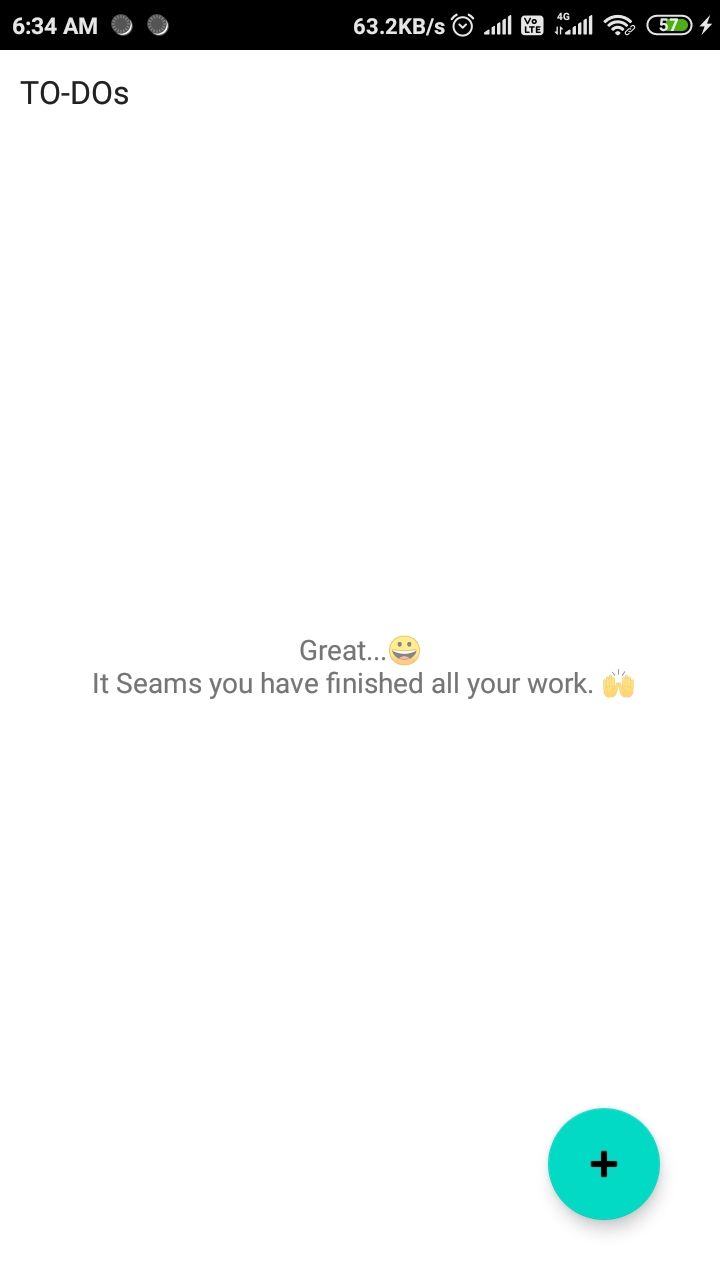 6:34 AM 63.2KB/s Vo LTE 4G 57
TO-DOs
Great...😀
It Seams you have finished all your work. 🙌
+